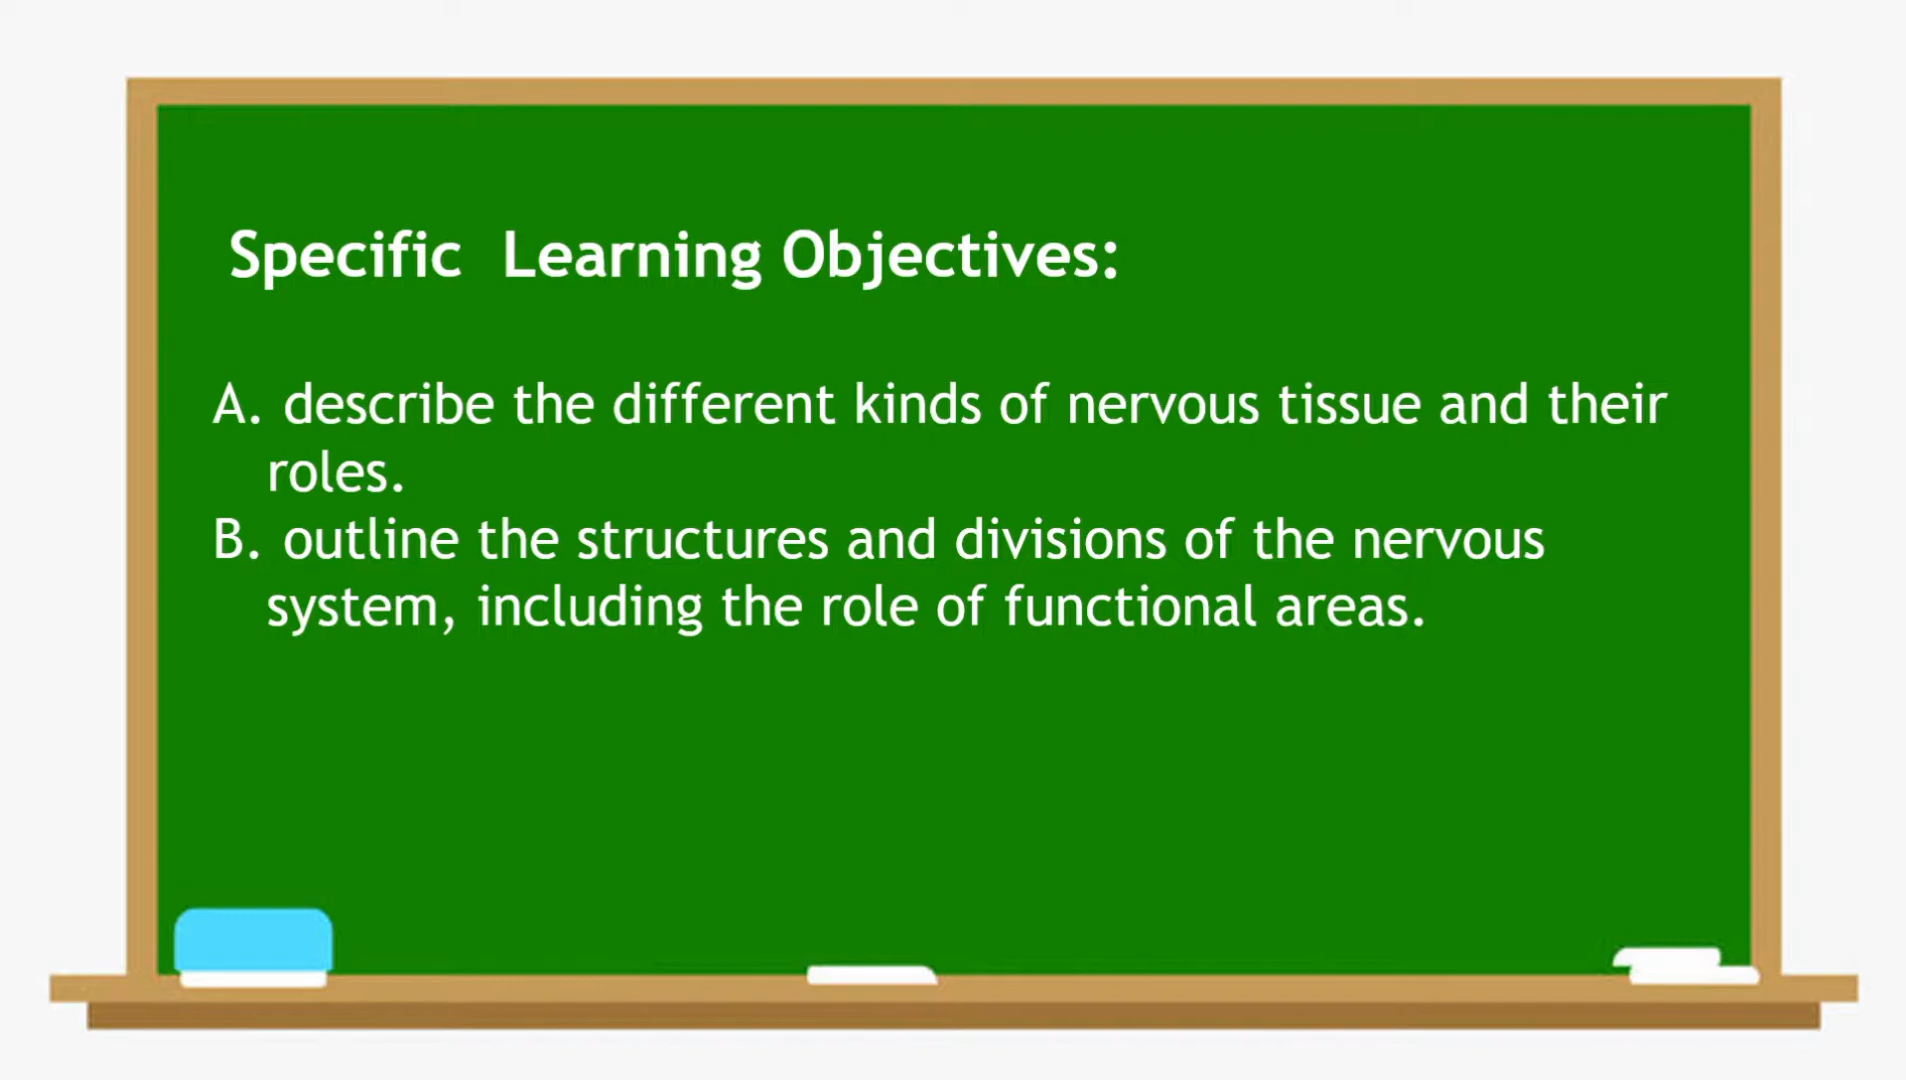 Specific  Learning Objectives:
A. describe the different kinds of nervous tissue and their
roles.
B. outline the structures and divisions of the nervous
system, including the role of functional areas.